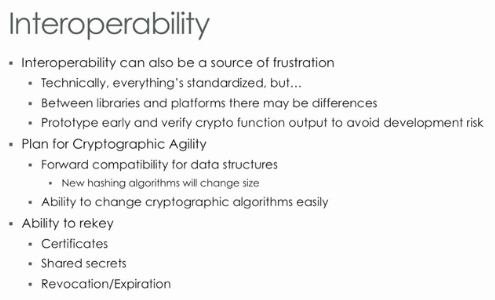 Interoperability
▪ Interoperability can also be a source of frustration
▪ Technically, everything's standardized, but…
▪ Between libraries and platforms there may be differences
▪ Prototype early and verify crypto function output to avoid development risk
▪ Plan for Cryptographic Agility
▪ Forward compatibility for data structures
▪ New hashing algorithms will change size
▪ Ability to change cryptographic algorithms easily
▪ Ability to rekey
▪ Certificates
▪ Shared secrets
▪ Revocation/Expiration